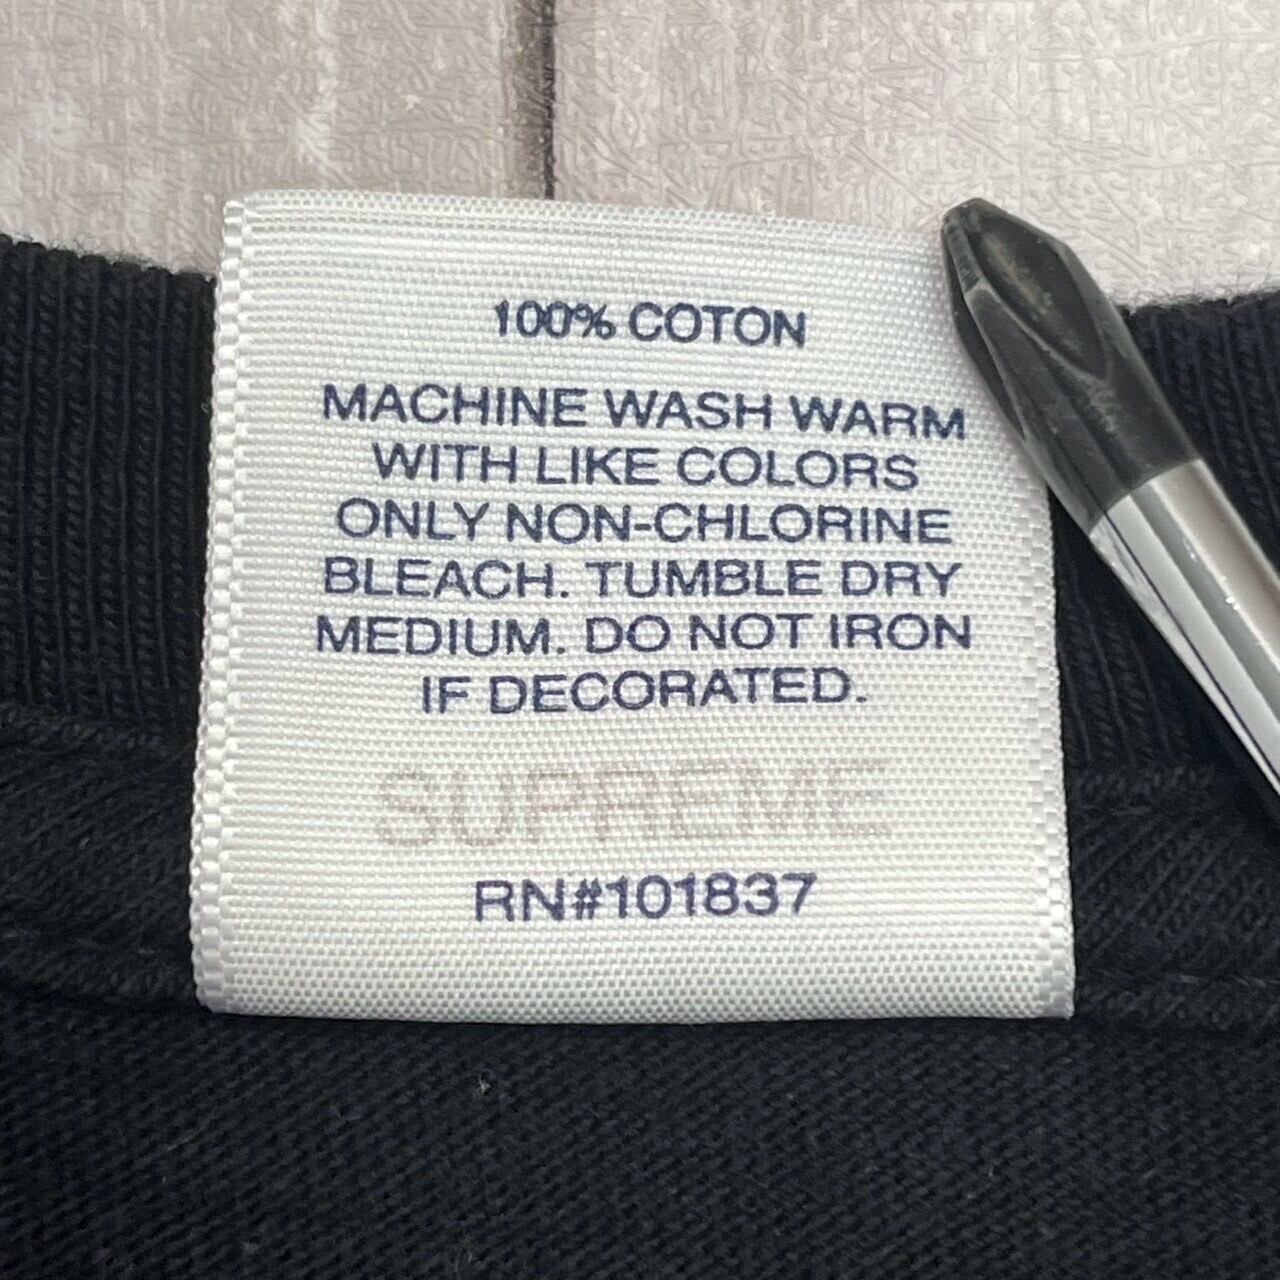 100% COTON
MACHINE WASH WARM
WITH LIKE COLORS
ONLY NON-CHLORINE
BLEACH. TUMBLE DRY
MEDIUM. DO NOT IRON
IF DECORATED.
SUPREME
RN#101837